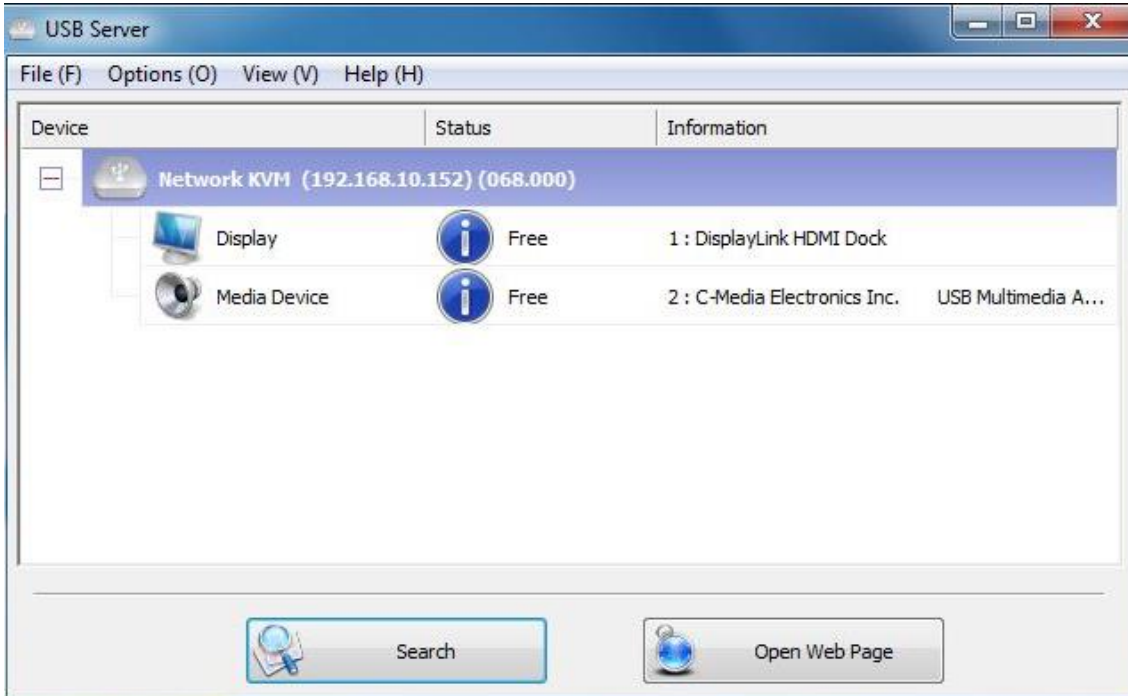 USB Server
File (F) Options (O) View (V) Help (H)
Device Status Information
Network KVM (192.168.10.152) (068.000)
Display Free 1 : DisplayLink HDMI Dock
Media Device Free 2 : C-Media Electronics Inc. USB Multimedia A...
Search Open Web Page